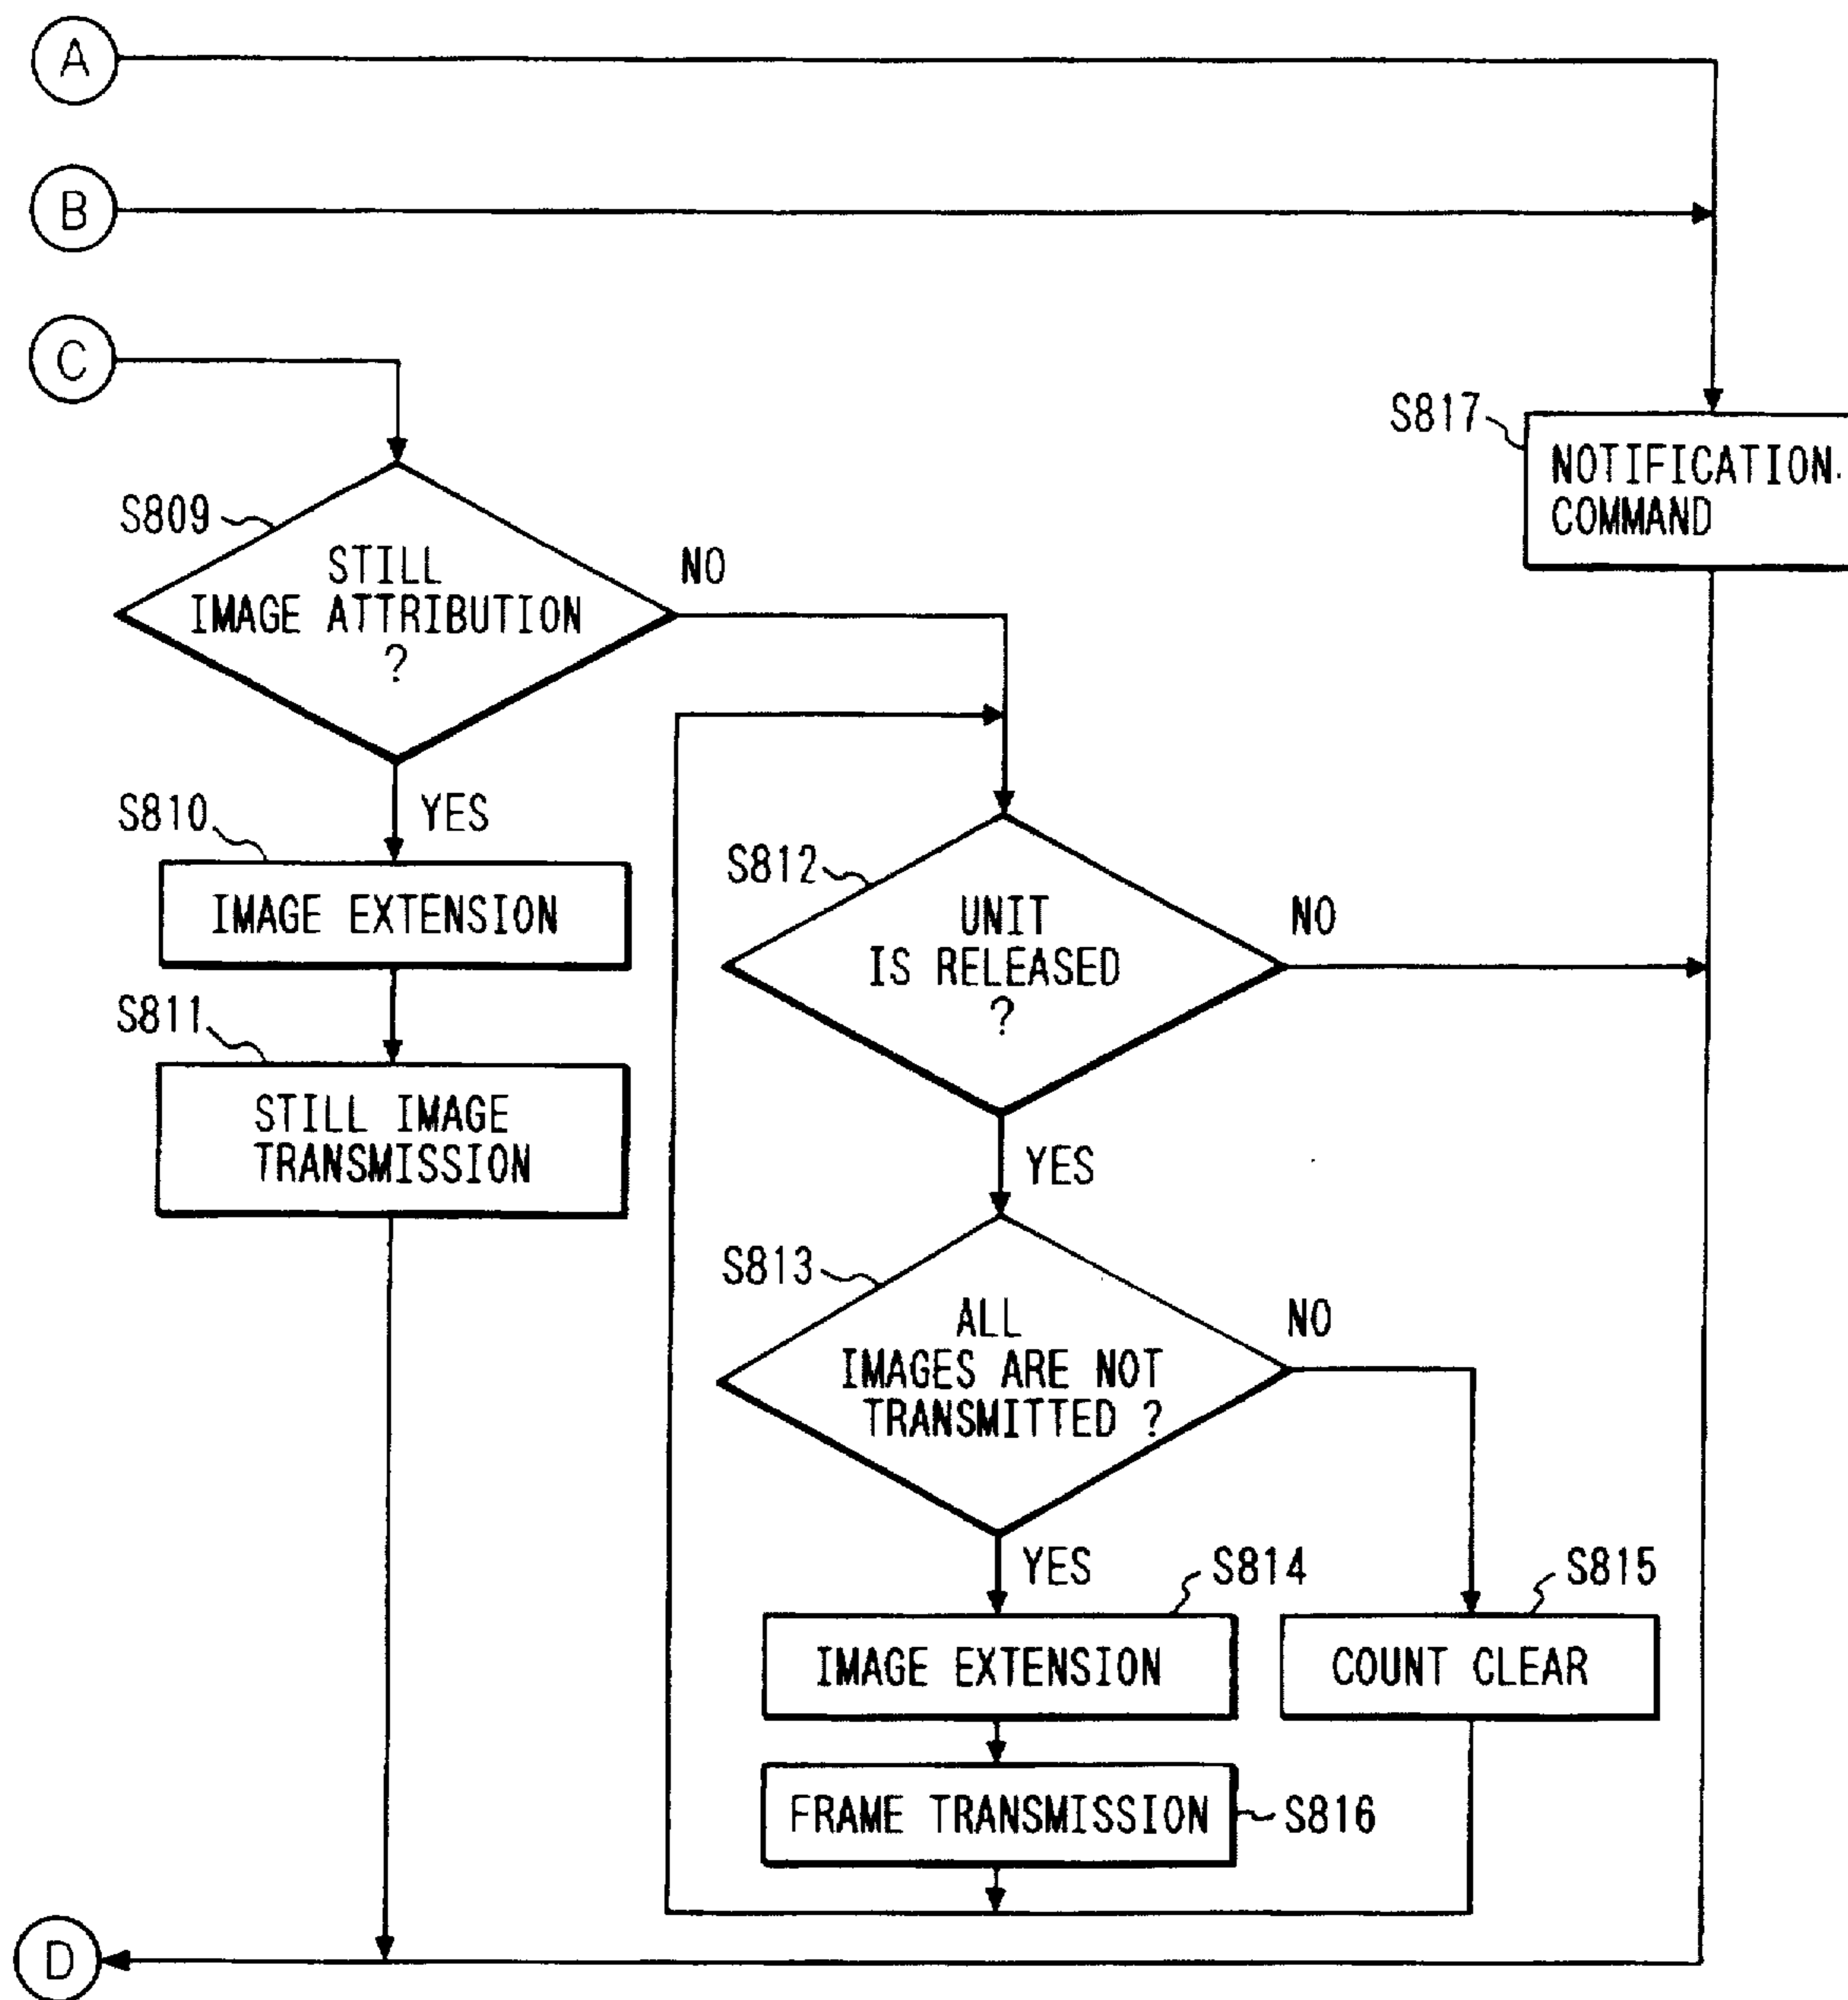 A
B
C
S817
NOTIFICATION
COMMAND
S809
STILL
IMAGE ATTRIBUTION
?
NO
YES
S810
IMAGE EXTENSION
S811
STILL IMAGE
TRANSMISSION
S812
UNIT
IS RELEASED
?
NO
YES
S813
ALL
IMAGES ARE NOT
TRANSMITTED ?
NO
YES
S814
IMAGE EXTENSION
S815
COUNT CLEAR
FRAME TRANSMISSION
S816
D